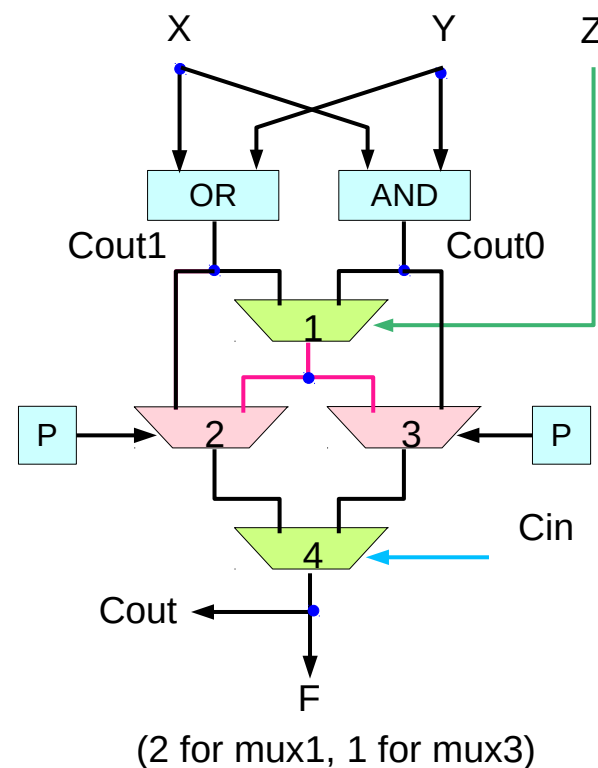 X Y Z
OR AND
Cout1 Cout0
1
P 2 3 P
4 Cin
Cout
F
(2 for mux1, 1 for mux3)